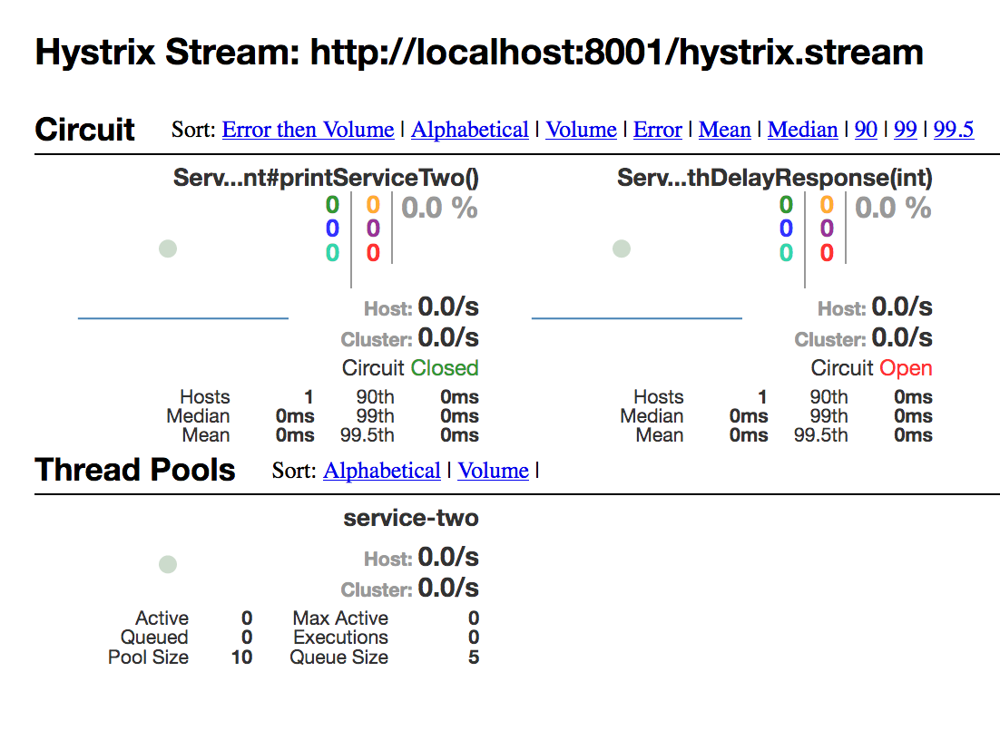 Hystrix Stream: http://localhost:8001/hystrix.stream
Circuit Sort: Error then Volume | Alphabetical | Volume | Error | Mean | Median | 90 | 99 | 99.5
Serv...nt#printServiceTwo()
0 0 0.0 %
0 0
0 0
Host: 0.0/s
Cluster: 0.0/s
Circuit Closed
Hosts 1 90th 0ms
Median 0ms 99th 0ms
Mean 0ms 99.5th 0ms
Serv...thDelayResponse(int)
0 0 0.0 %
0 0
0 0
Host: 0.0/s
Cluster: 0.0/s
Circuit Open
Hosts 1 90th 0ms
Median 0ms 99th 0ms
Mean 0ms 99.5th 0ms
Thread Pools Sort: Alphabetical | Volume |
service-two
Host: 0.0/s
Cluster: 0.0/s
Active 0 Max Active 0
Queued 0 Executions 0
Pool Size 10 Queue Size 5